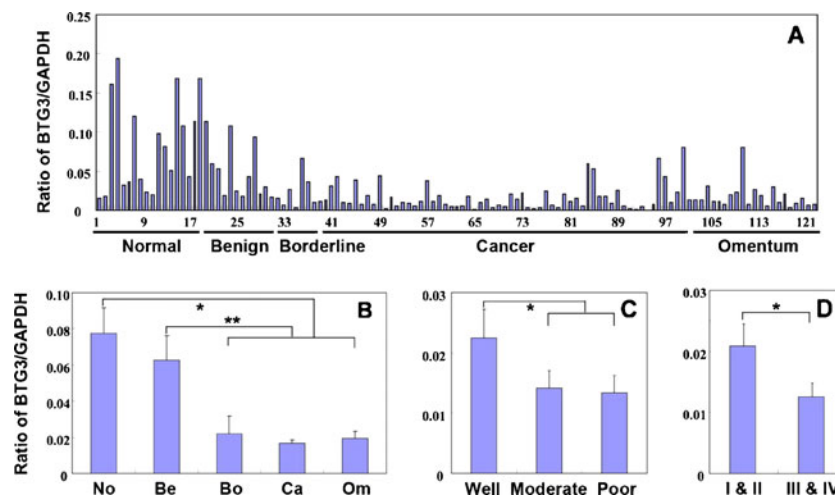 A
Ratio of BTG3/GAPDH
0.25
0.20
0.15
0.10
0.05
0
1 9 17 25 33 41 49 57 65 73 81 89 97 105 113 121
Normal Benign Borderline Cancer Omentum
B
Ratio of BTG3/GAPDH
0.10
0.08
0.06
0.04
0.02
0
*
**
No Be Bo Ca Om
C
0.03
0.02
0.01
0
*
Well Moderate Poor
D
0.03
0.02
0.01
0
*
I & II III & IV